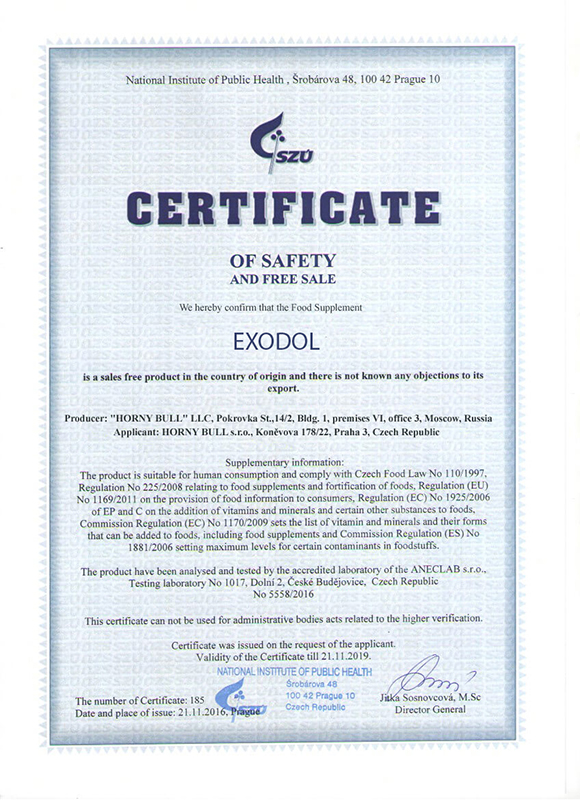 National Institute of Public Health , Šrobárova 48, 100 42 Prague 10
SZÚ
CERTIFICATE
OF SAFETY
AND FREE SALE
We hereby confirm that the Food Supplement
EXODOL
is a sales free product in the country of origin and there is not known any objections to its
export.
Producer: "HORNY BULL" LLC, Pokrovka St.,14/2, Bldg. 1, premises VI, office 3, Moscow, Russia
Applicant: HORNY BULL s.r.o., Koněvova 178/22, Praha 3, Czech Republic
Supplementary information:
The product is suitable for human consumption and comply with Czech Food Law No 110/1997,
Regulation No 225/2008 relating to food supplements and fortification of foods, Regulation (EU)
No 1169/2011 on the provision of food information to consumers, Regulation (EC) No 1925/2006
of EP and C on the addition of vitamins and minerals and certain other substances to foods,
Commission Regulation (EC) No 1170/2009 sets the list of vitamin and minerals and their forms
that can be added to foods, including food supplements and Commission Regulation (ES) No
1881/2006 setting maximum levels for certain contaminants in foodstuffs.
The product have been analysed and tested by the accredited laboratory of the ANECLAB s.r.o.,
Testing laboratory No 1017, Dolní 2, České Budějovice, Czech Republic
No 5558/2016
This certificate can not be used for administrative bodies acts related to the higher verification.
Certificate was issued on the request of the applicant.
Validity of the Certificate till 21.11.2019.
NATIONAL INSTITUTE OF PUBLIC HEALTH
Šrobárova 48
100 42 Prague 10
Czech Republic
SZÚ
The number of Certificate: 185
Date and place of issue: 21.11.2016, Prague
Jitka Sosnovcová, M.Sc
Director General